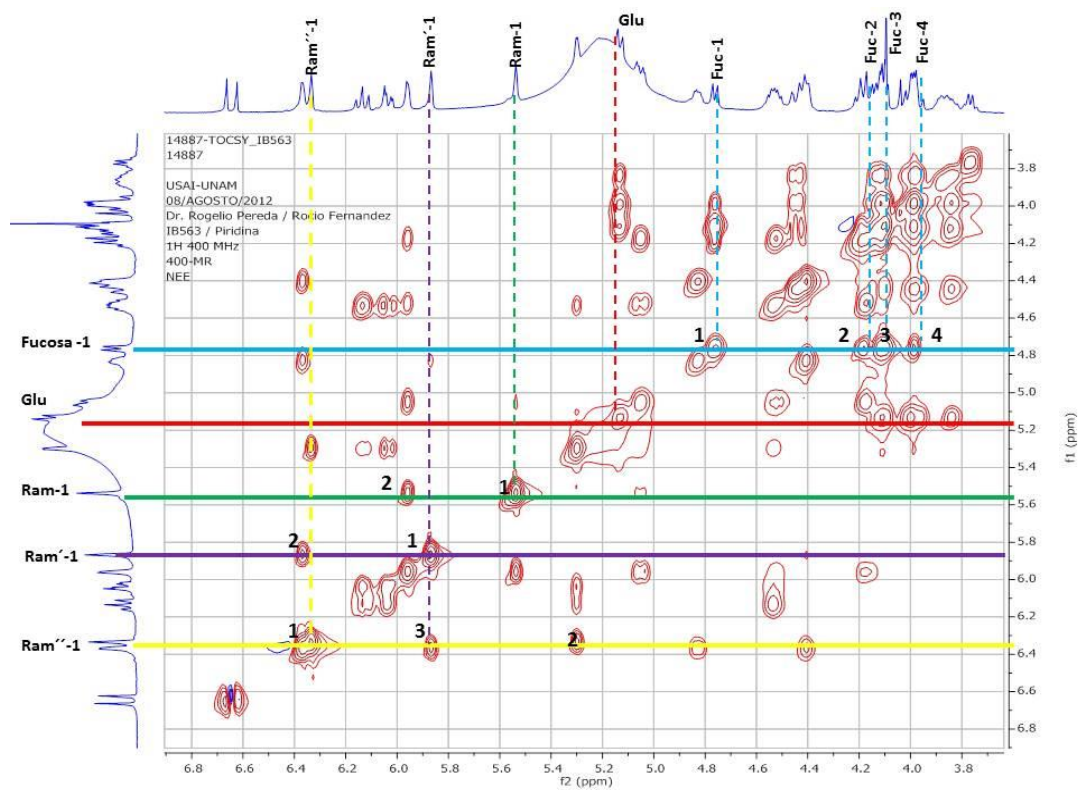 Ram´´-1
Ram´-1
Ram-1
Glu
Fuc-1
Fuc-2
Fuc-3
Fuc-4
14887-TOCSY_IB563
14887
USAI-UNAM
08/AGOSTO/2012
Dr. Rogelio Pereda / Rocio Fernandez
IB563 / Piridina
1H 400 MHz
400-MR
NEE
Fucosa -1
Glu
Ram-1
Ram´-1
Ram´´-1
1
2
3
4
2
1
2
1
1
3
2
3.8
4.0
4.2
4.4
4.6
4.8
5.0
5.2
5.4
5.6
5.8
6.0
6.2
6.4
6.6
6.8
f1 (ppm)
6.8 6.6 6.4 6.2 6.0 5.8 5.6 5.4 5.2 5.0 4.8 4.6 4.4 4.2 4.0 3.8
f2 (ppm)